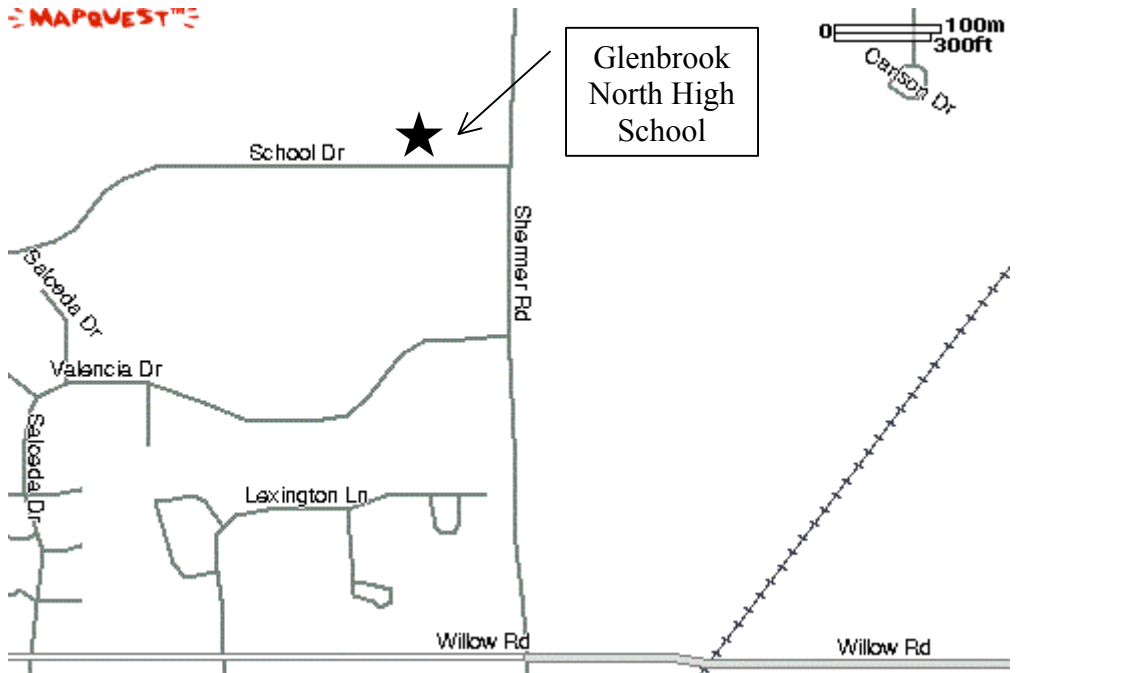 MAPQUEST™
0 100m
300ft
Carlson Dr
Glenbrook
North High
School
School Dr
Shermer Rd
Salceda Dr
Valencia Dr
Salceda Dr
Lexington Ln
Willow Rd
Willow Rd